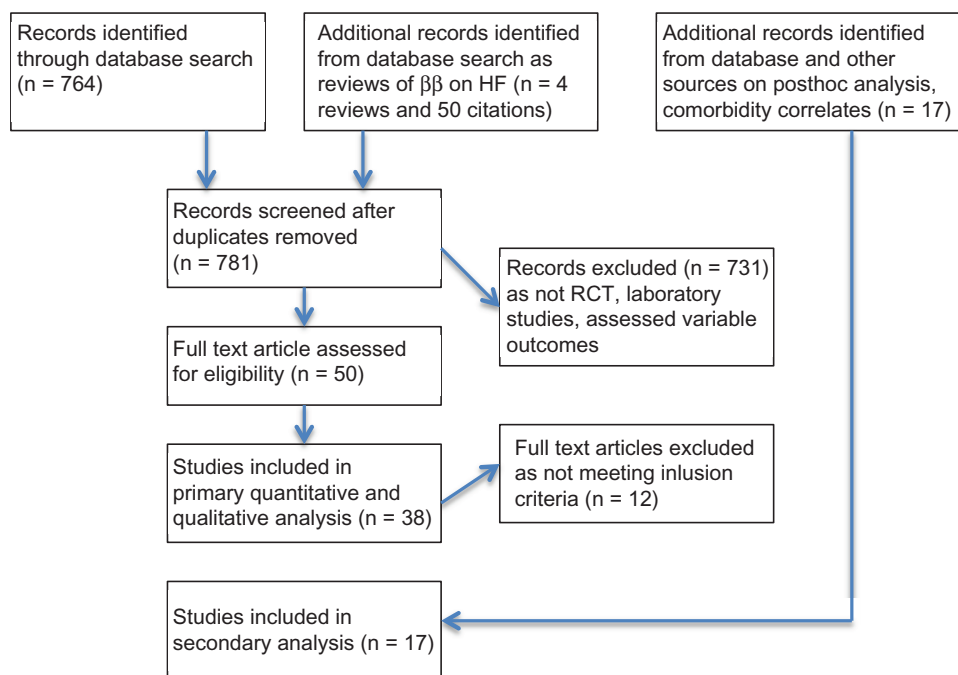 Records identified
through database search
(n = 764)
Additional records identified
from database search as
reviews of ββ on HF (n = 4
reviews and 50 citations)
Additional records identified
from database and other
sources on posthoc analysis,
comorbidity correlates (n = 17)
Records screened after
duplicates removed
(n = 781)
Records excluded (n = 731)
as not RCT, laboratory
studies, assessed variable
outcomes
Full text article assessed
for eligibility (n = 50)
Studies included in
primary quantitative and
qualitative analysis (n = 38)
Full text articles excluded
as not meeting inlusion
criteria (n = 12)
Studies included in
secondary analysis (n = 17)